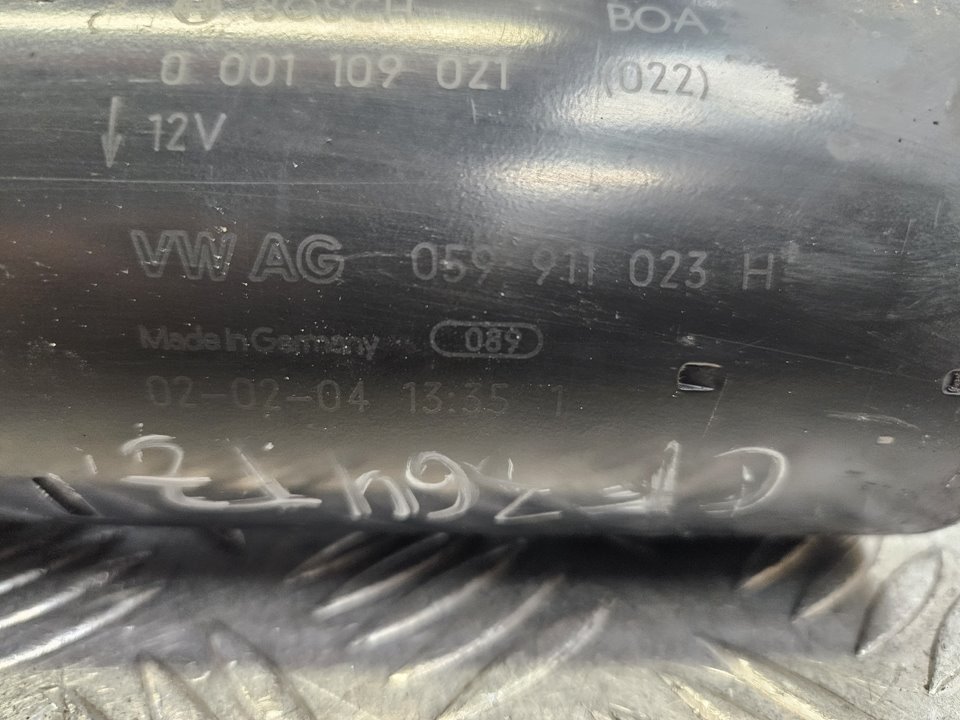 BOSCH BOA
0 001 109 021 (022)
12V
VW AG 059 911 023 H
Made in Germany 089
02-02-04 13:35 1